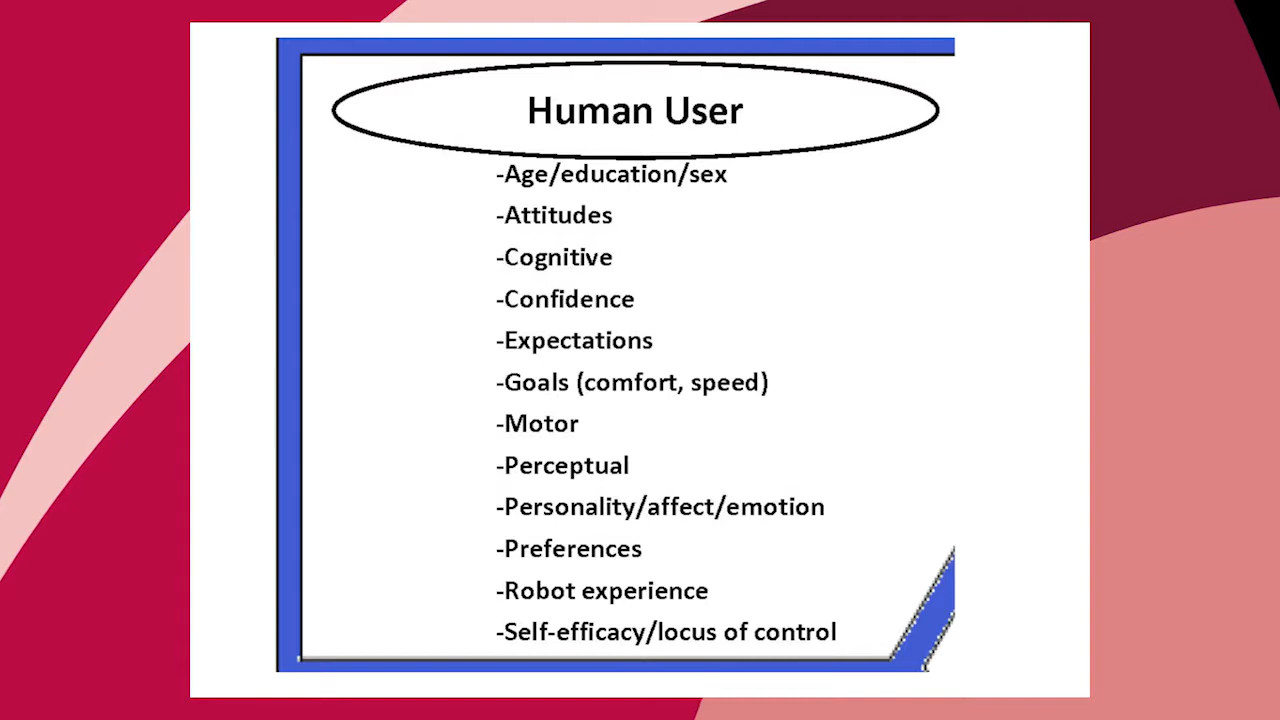 Human User
-Age/education/sex
-Attitudes
-Cognitive
-Confidence
-Expectations
-Goals (comfort, speed)
-Motor
-Perceptual
-Personality/affect/emotion
-Preferences
-Robot experience
-Self-efficacy/locus of control